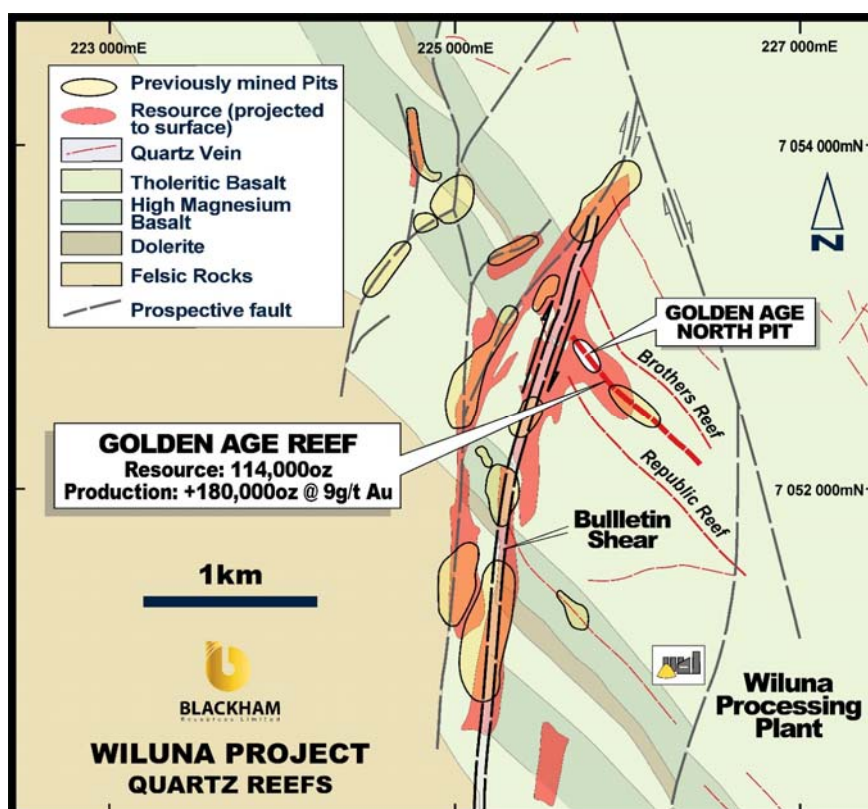 223 000mE
225 000mE
227 000mE
Previously mined Pits
Resource (projected
to surface)
Quartz Vein
Tholeritic Basalt
High Magnesium
Basalt
Dolerite
Felsic Rocks
Prospective fault
7 054 000mN
N
GOLDEN AGE
NORTH PIT
Brothers Reef
GOLDEN AGE REEF
Resource: 114,000oz
Production: +180,000oz @ 9g/t Au
Republic Reef
7 052 000mN
Bullletin
Shear
1km
BLACKHAM
Resources Limited
Wiluna
Processing
Plant
WILUNA PROJECT
QUARTZ REEFS